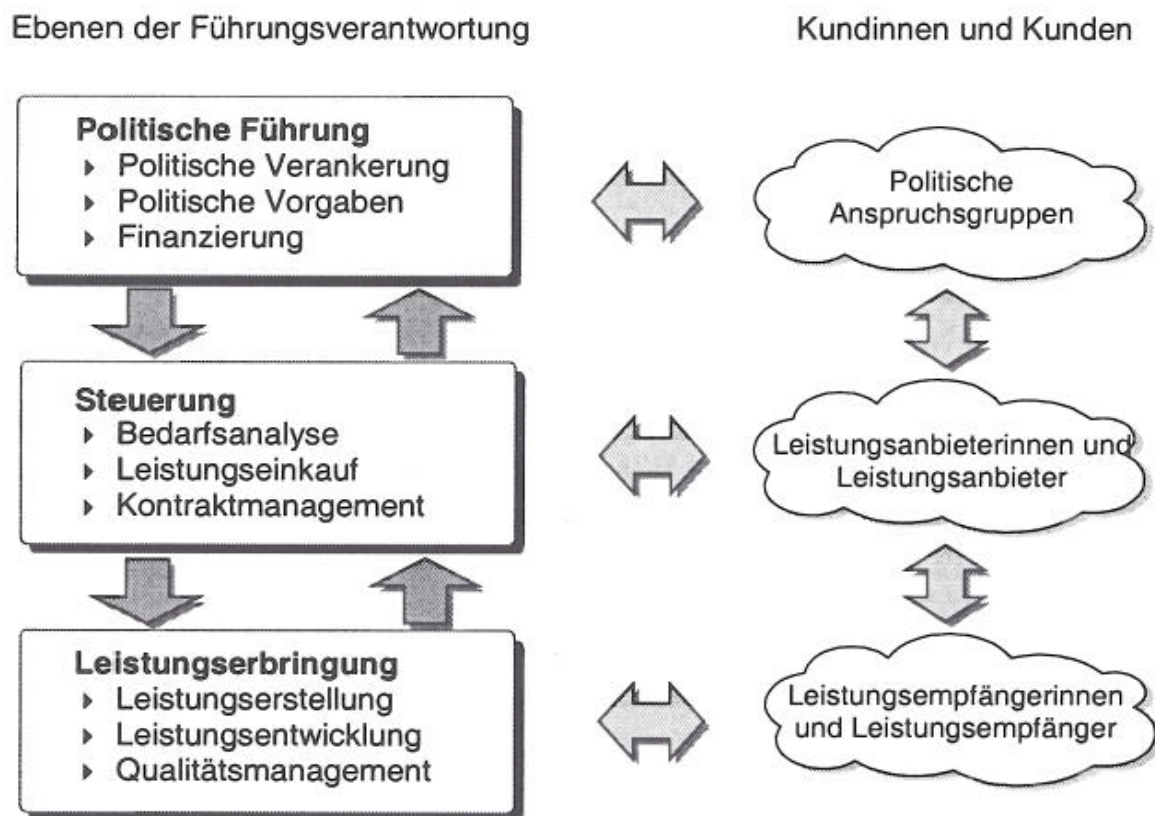 Ebenen der Führungsverantwortung
Kundinnen und Kunden
Politische Führung
Politische Verankerung
Politische Vorgaben
Finanzierung
Politische
Anspruchsgruppen
Steuerung
Bedarfsanalyse
Leistungseinkauf
Kontraktmanagement
Leistungsanbieterinnen und
Leistungsanbieter
Leistungserbringung
Leistungserstellung
Leistungsentwicklung
Qualitätsmanagement
Leistungsempfängerinnen
und Leistungsempfänger